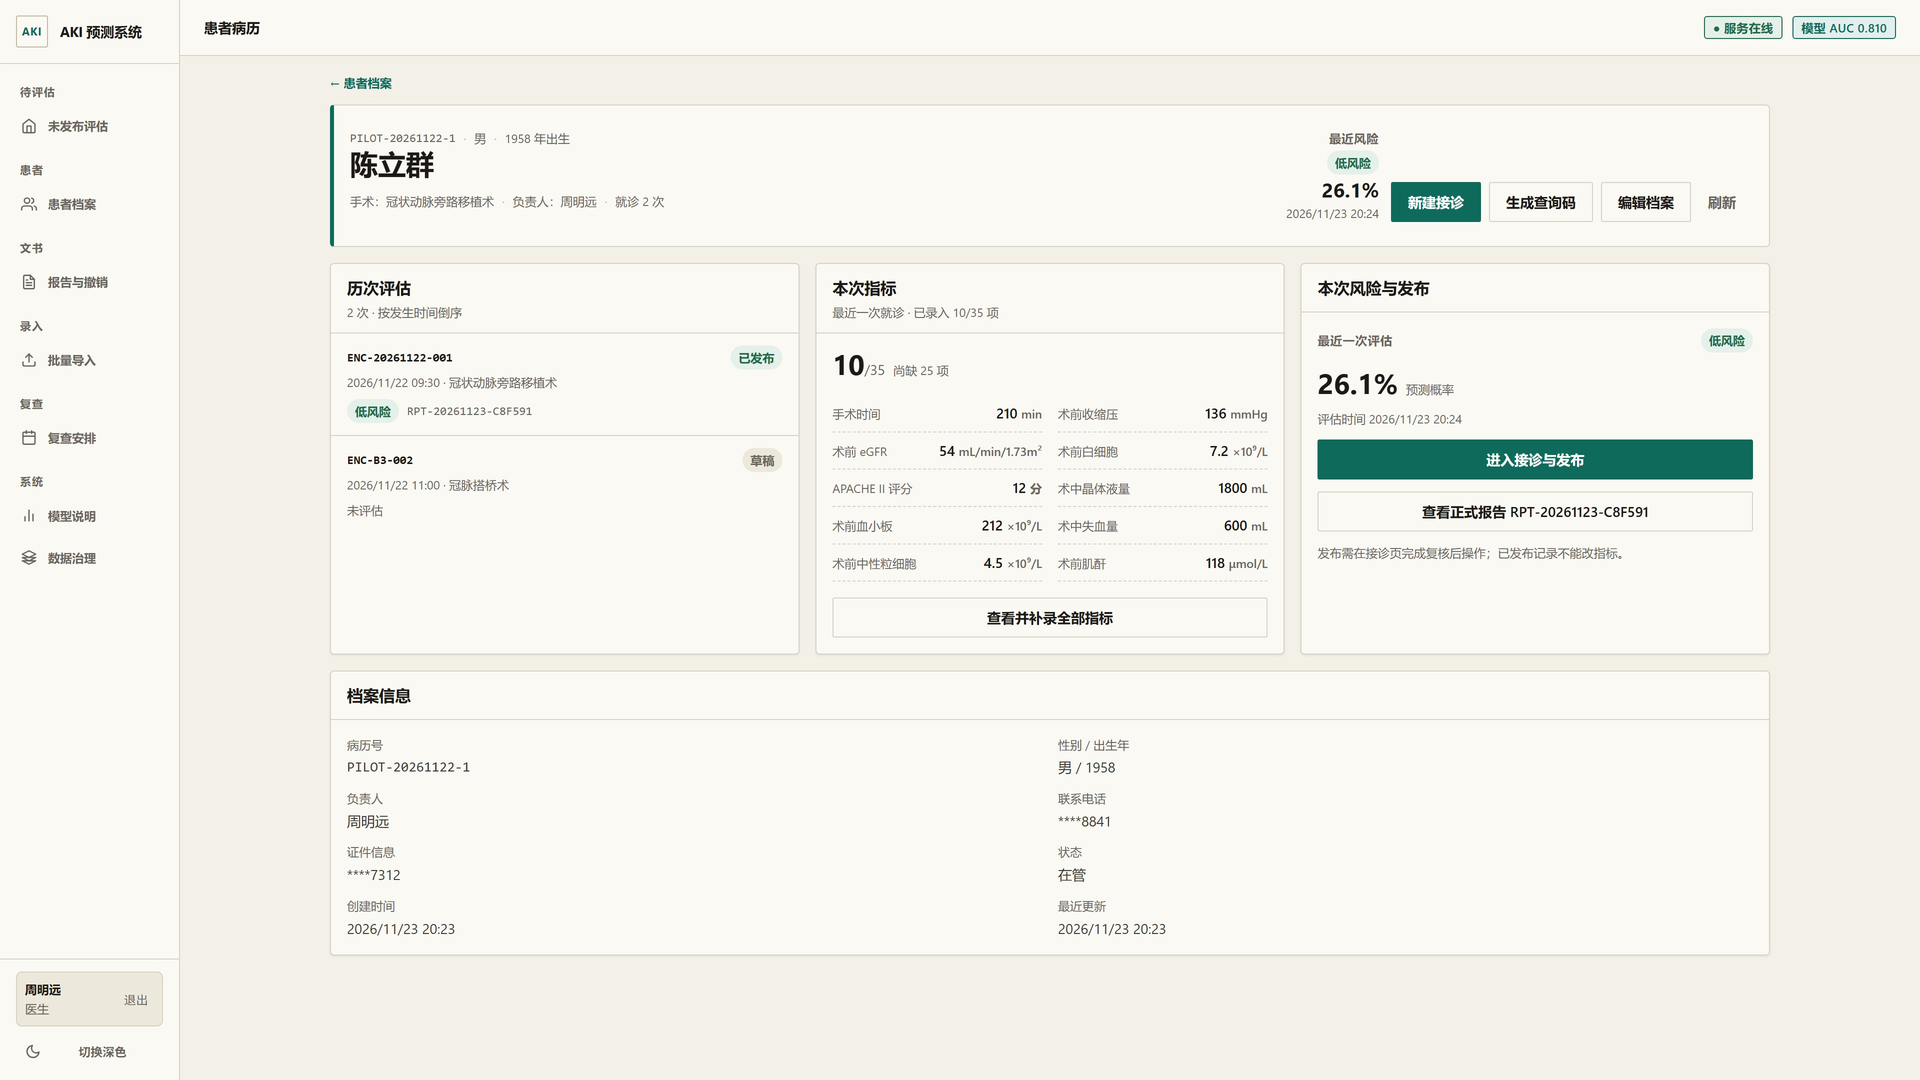 AKI
AKI 预测系统
待评估
未发布评估
患者
患者档案
文书
报告与撤销
录入
批量导入
复查
复查安排
系统
模型说明
数据治理
周明远
医生
退出
切换深色
患者病历
● 服务在线
模型 AUC 0.810
← 患者档案
PILOT-20261122-1 · 男 · 1958 年出生
陈立群
手术：冠状动脉旁路移植术 · 负责人：周明远 · 就诊 2 次
最近风险
低风险
26.1%
2026/11/23 20:24
新建接诊
生成查询码
编辑档案
刷新
历次评估
2 次 · 按发生时间倒序
ENC-20261122-001
已发布
2026/11/22 09:30 · 冠状动脉旁路移植术
低风险 RPT-20261123-C8F591
ENC-B3-002
草稿
2026/11/22 11:00 · 冠脉搭桥术
未评估
本次指标
最近一次就诊 · 已录入 10/35 项
10/35 尚缺 25 项
手术时间 210 min
术前收缩压 136 mmHg
术前 eGFR 54 mL/min/1.73m²
术前白细胞 7.2 ×10⁹/L
APACHE II 评分 12 分
术中晶体液量 1800 mL
术前血小板 212 ×10⁹/L
术中失血量 600 mL
术前中性粒细胞 4.5 ×10⁹/L
术前肌酐 118 μmol/L
查看并补录全部指标
本次风险与发布
最近一次评估
低风险
26.1% 预测概率
评估时间 2026/11/23 20:24
进入接诊与发布
查看正式报告 RPT-20261123-C8F591
发布需在接诊页完成复核后操作；已发布记录不能改指标。
档案信息
病历号
PILOT-20261122-1
性别 / 出生年
男 / 1958
负责人
周明远
联系电话
****8841
证件信息
****7312
状态
在管
创建时间
2026/11/23 20:23
最近更新
2026/11/23 20:23